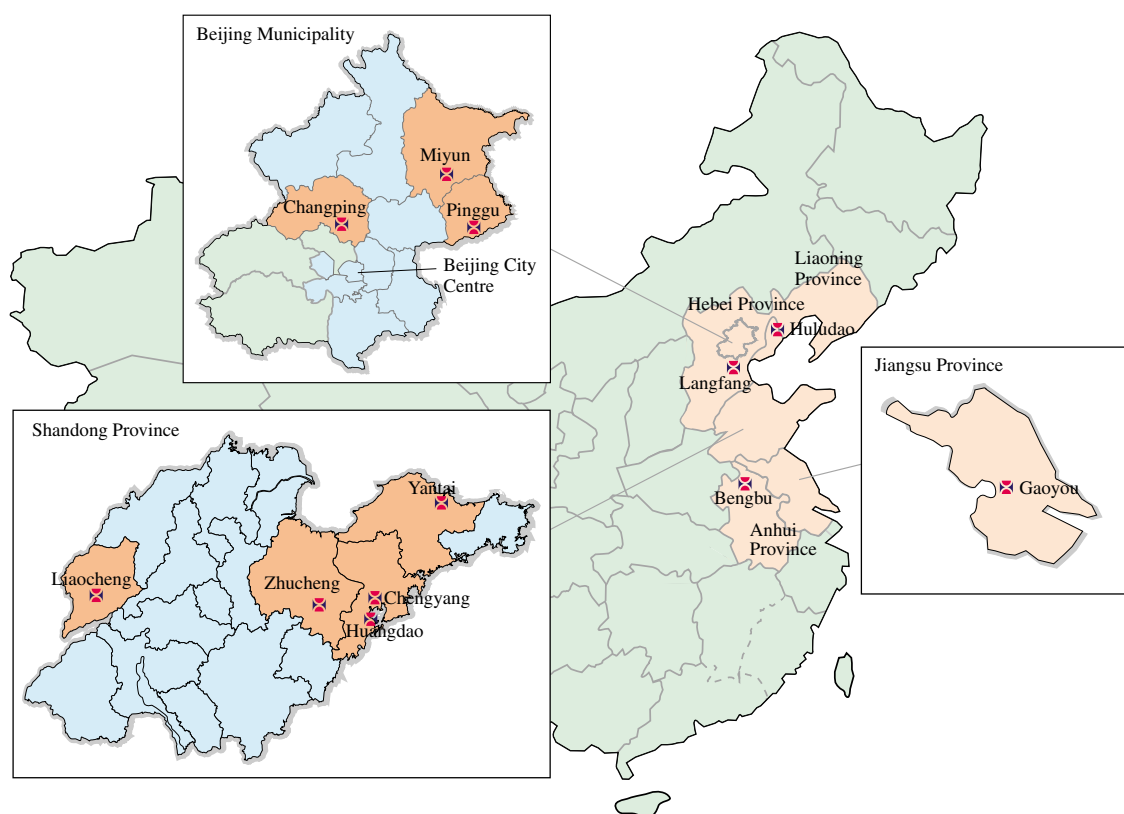 Beijing Municipality
Miyun
Changping
Pinggu
Beijing City
Centre
Liaoning
Province
Hebei Province
Huludao
Langfang
Jiangsu Province
Gaoyou
Bengbu
Anhui
Province
Shandong Province
Yantai
Liaocheng
Zhucheng
Chengyang
Huangdao